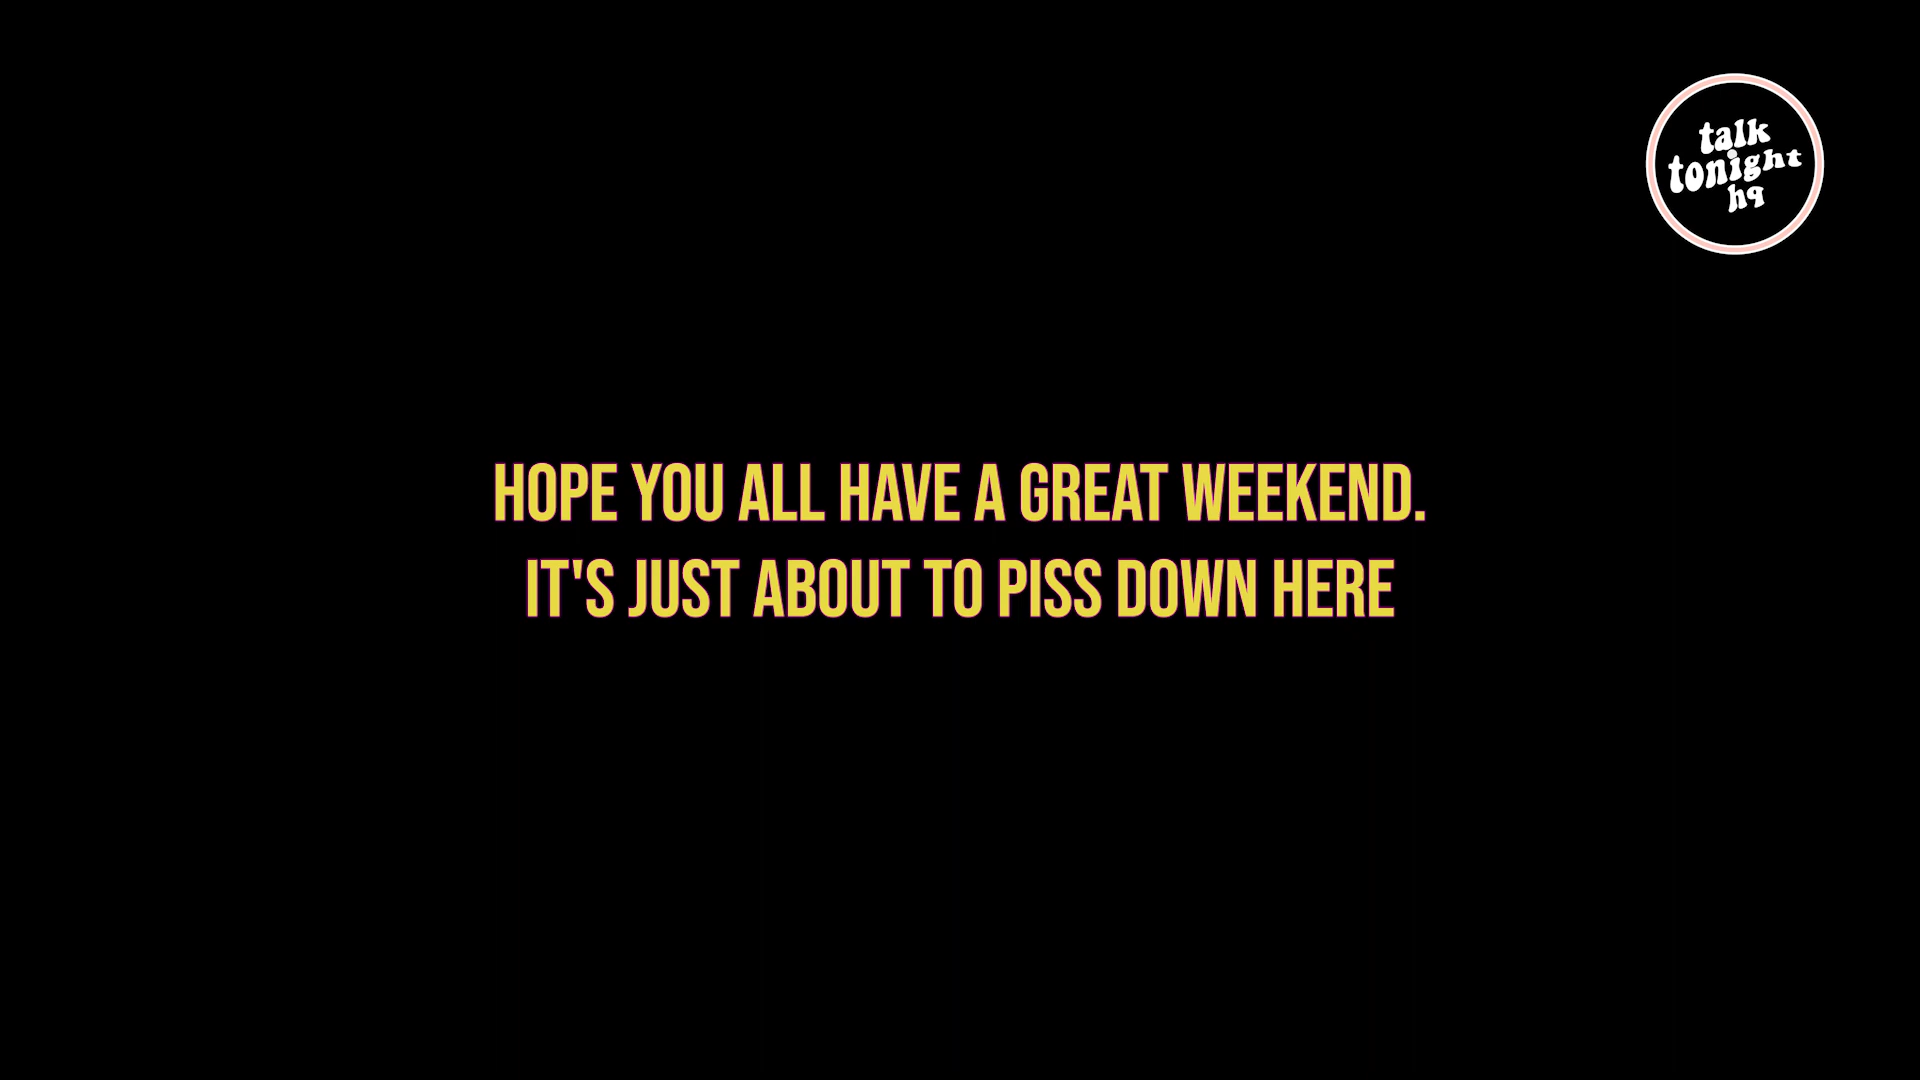 talk
tonight
hq
HOPE YOU ALL HAVE A GREAT WEEKEND.
IT'S JUST ABOUT TO PISS DOWN HERE